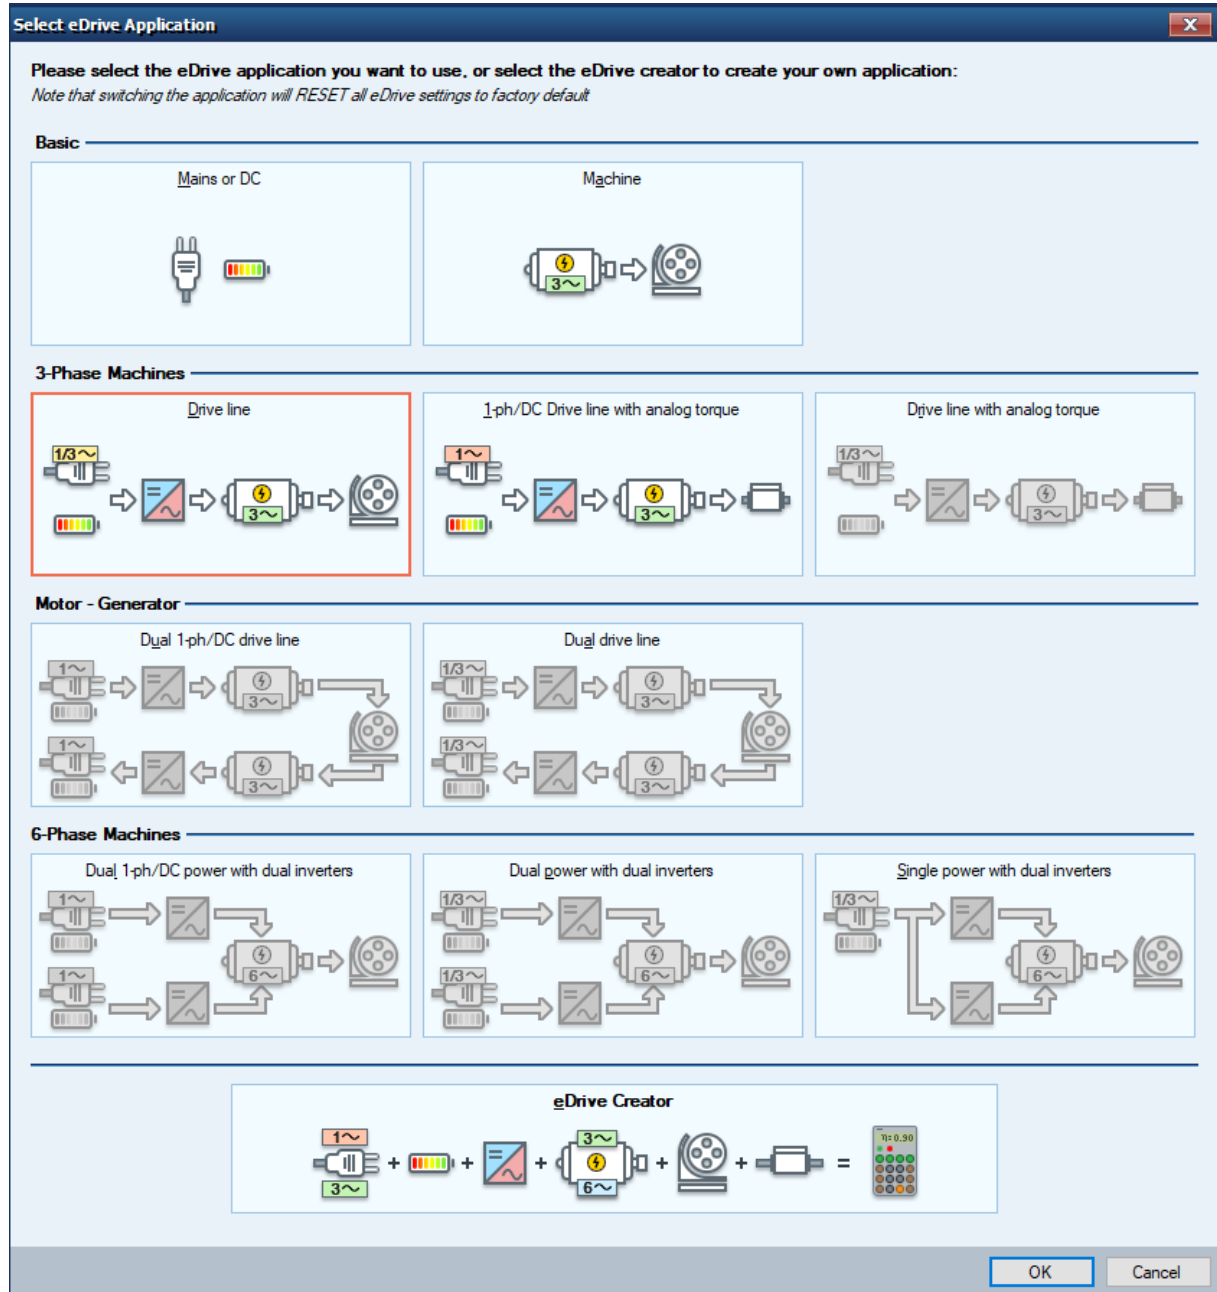 Select eDrive Application
Please select the eDrive application you want to use, or select the eDrive creator to create your own application:
Note that switching the application will RESET all eDrive settings to factory default
Basic
Mains or DC
Machine
3~
3-Phase Machines
Drive line
1/3~
3~
1-ph/DC Drive line with analog torque
1~
3~
Drive line with analog torque
1/3~
3~
Motor - Generator
Dual 1-ph/DC drive line
1~
3~
1~
3~
Dual drive line
1/3~
3~
1/3~
3~
6-Phase Machines
Dual 1-ph/DC power with dual inverters
1~
6~
1~
Dual power with dual inverters
1/3~
6~
1/3~
Single power with dual inverters
1/3~
6~
eDrive Creator
1~
3~
3~
6~
+ + + + + =
η=0.90
OK
Cancel